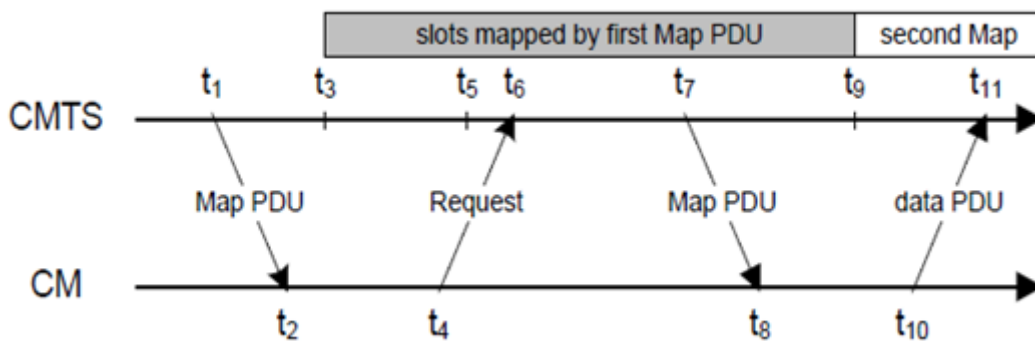 slots mapped by first Map PDU second Map
t₁ t₃ t₅ t₆ t₇ t₉ t₁₁
CMTS
Map PDU Request Map PDU data PDU
CM
t₂ t₄ t₈ t₁₀